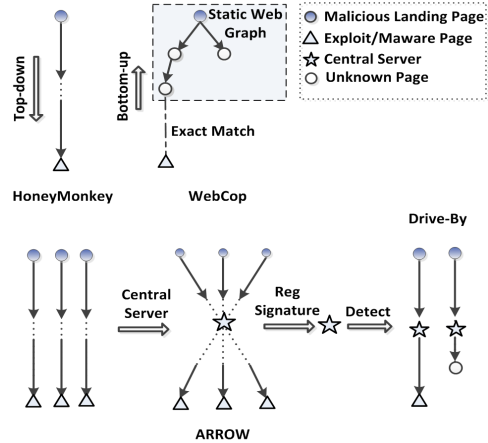 Static Web
Graph
Malicious Landing Page
Exploit/Maware Page
Central Server
Unknown Page
Top-down
Bottom-up
Exact Match
HoneyMonkey
WebCop
Drive-By
Central
Server
Reg
Signature
Detect
ARROW